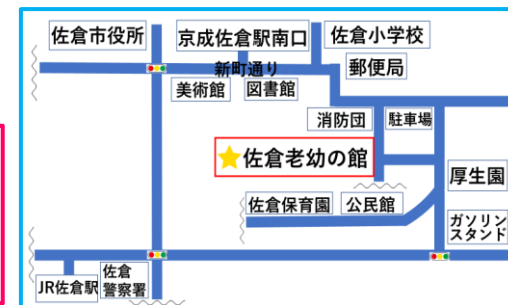 佐倉市役所
京成佐倉駅南口
佐倉小学校
新町通り
郵便局
美術館
図書館
消防団
駐車場
佐倉老幼の館
厚生園
佐倉保育園
公民館
ガソリン
スタンド
JR佐倉駅
佐倉
警察署